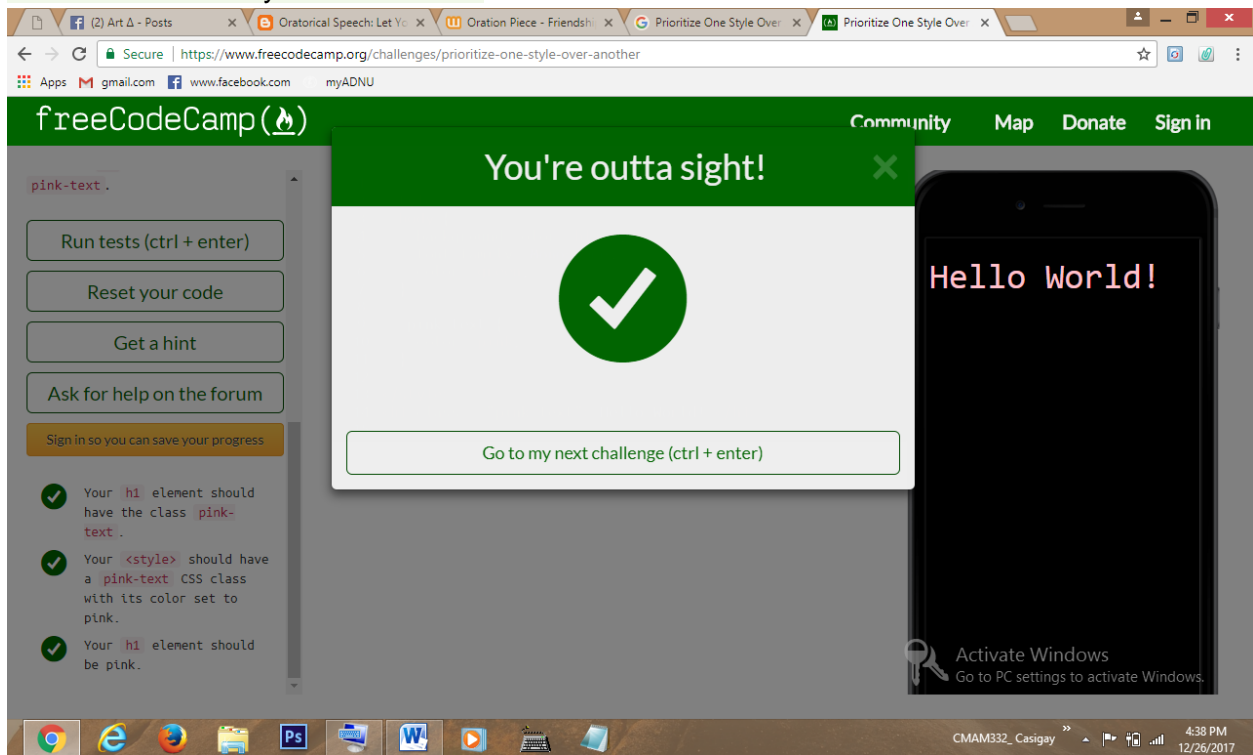 (2) Art Δ - Posts
Oratorical Speech: Let Yo
Oration Piece - Friendsh
Prioritize One Style Over
Prioritize One Style Over
Secure | https://www.freecodecamp.org/challenges/prioritize-one-style-over-another
Apps gmail.com www.facebook.com myADNU
freeCodeCamp
Community Map Donate Sign in
You're outta sight!
pink-text.
Run tests (ctrl + enter)
Reset your code
Get a hint
Ask for help on the forum
Sign in so you can save your progress
Hello World!
Go to my next challenge (ctrl + enter)
Your h1 element should
have the class pink-
text.
Your <style> should have
a pink-text CSS class
with its color set to
pink.
Your h1 element should
be pink.
Activate Windows
Go to PC settings to activate Windows.
Ps
W
CMAM332_ Casigay
4:38 PM
12/26/2017